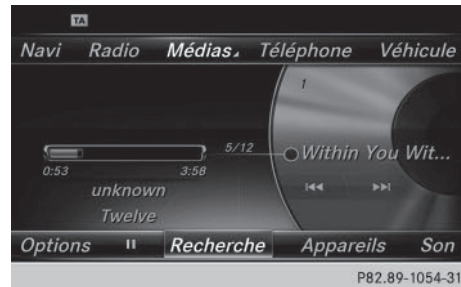 TA
Navi Radio Médias Téléphone Véhicule
1
5/12 Within You Wit...
0:53 3:58
unknown
Twelve
Options Recherche Appareils Son
P82.89-1054-31